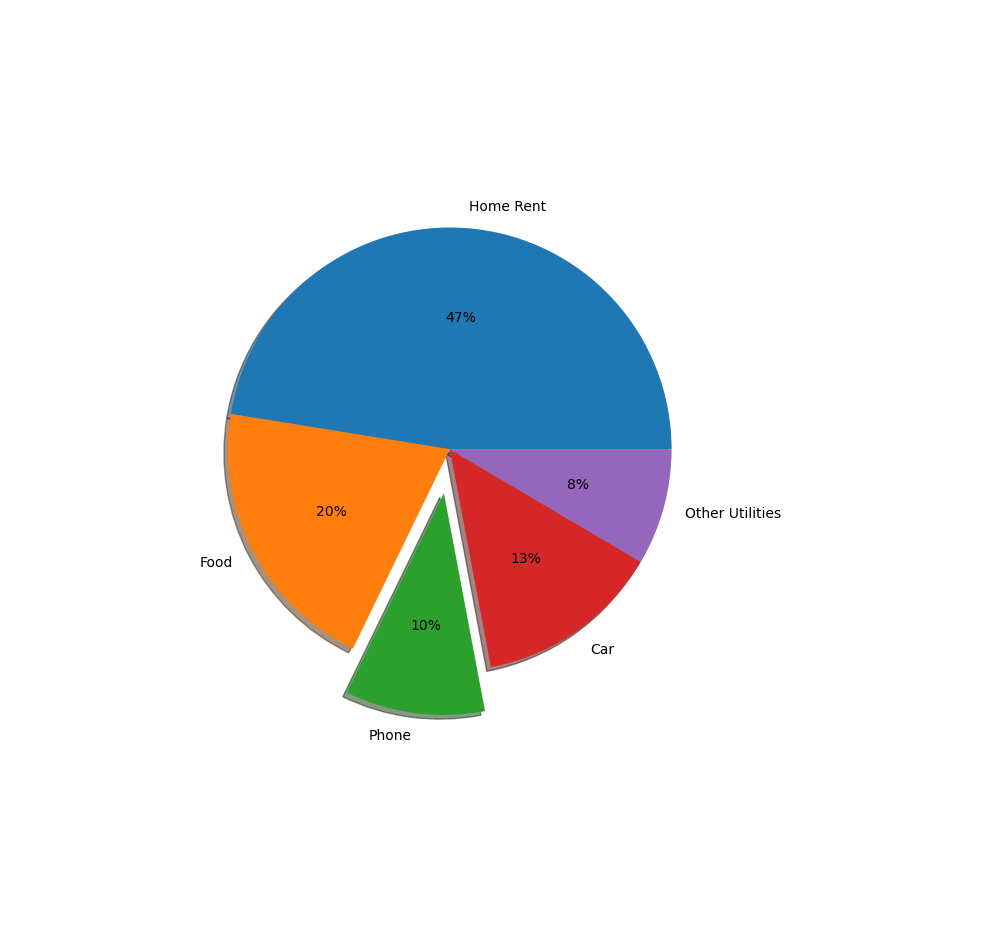 Home Rent
47%
8%
20%
Other Utilities
13%
Food
10%
Car
Phone